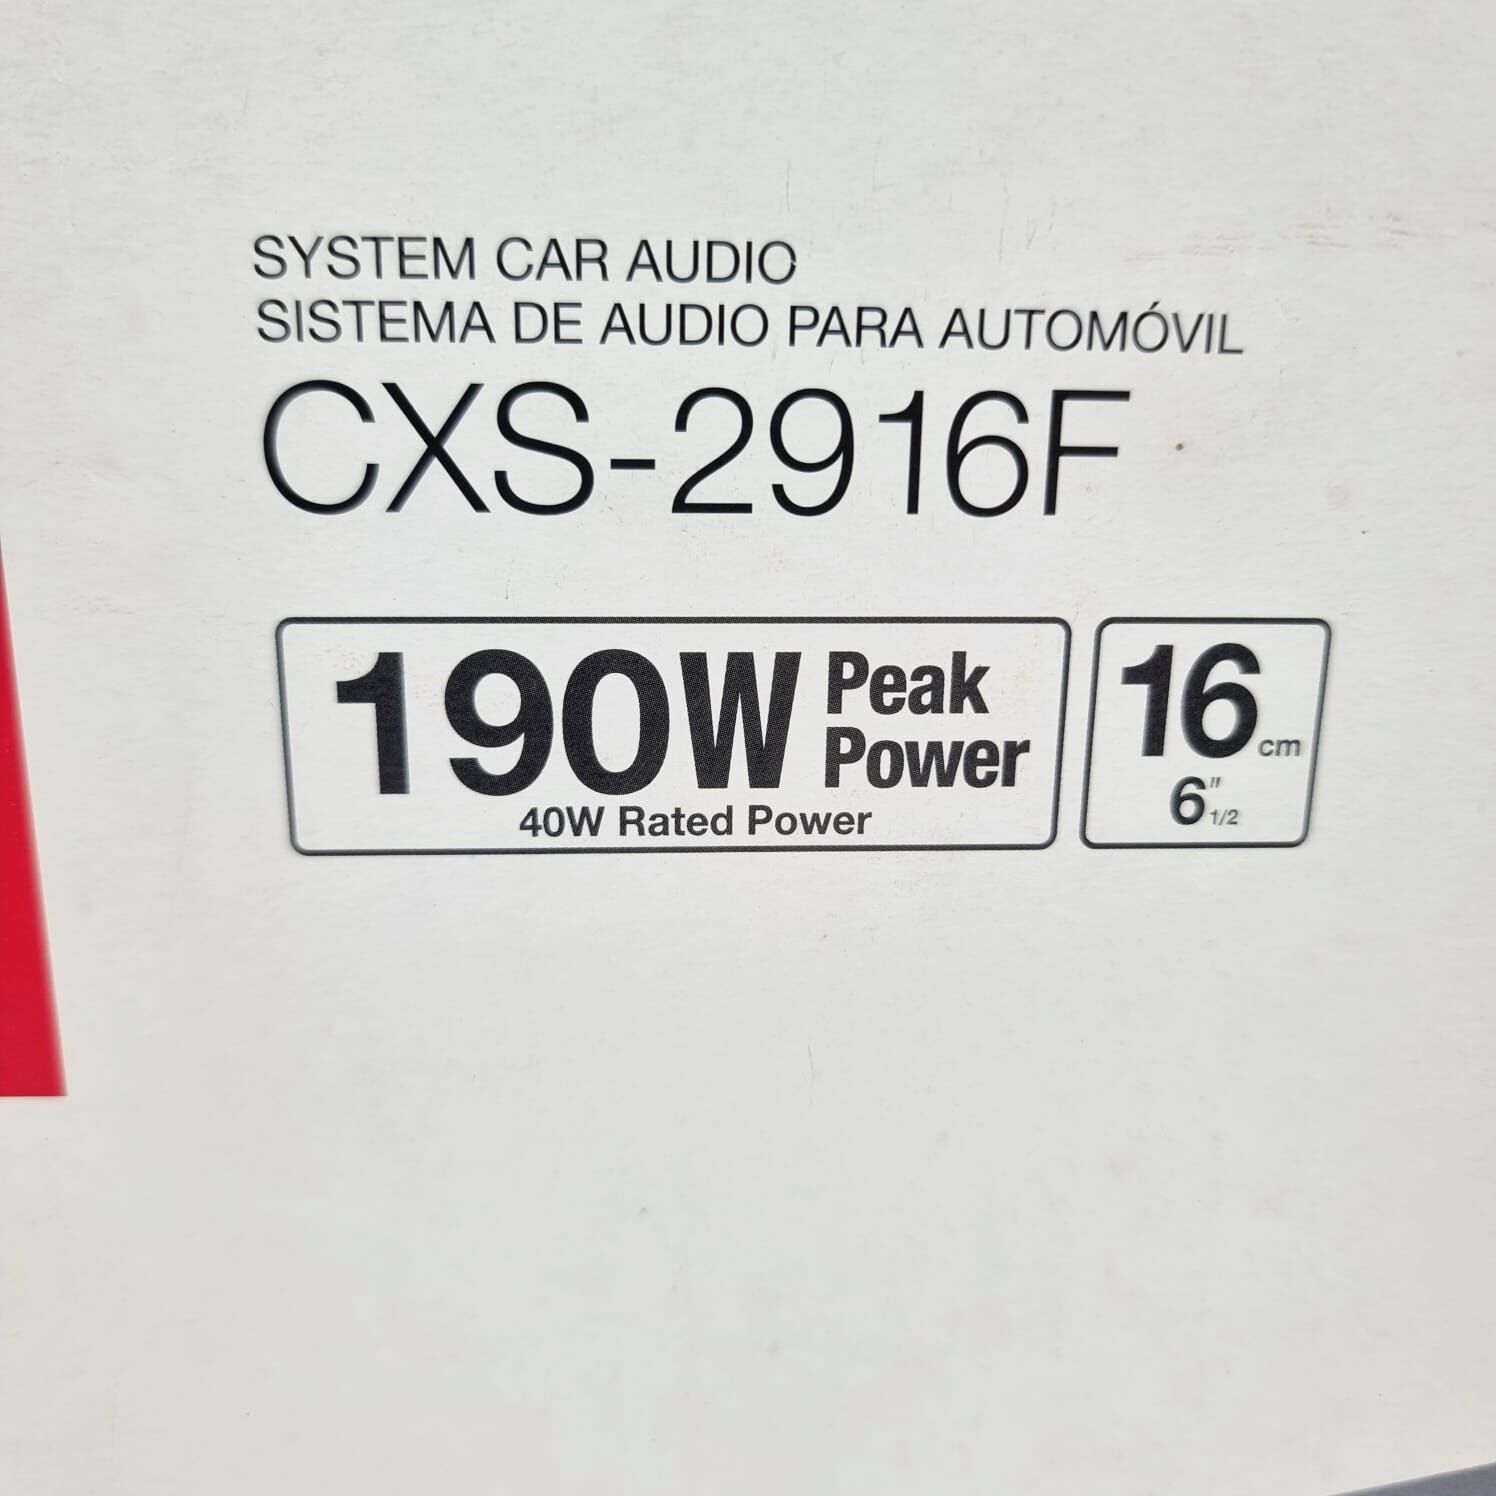 SYSTEM CAR AUDIO
SISTEMA DE AUDIO PARA AUTOMÓVIL
CXS-2916F
190W Peak Power
40W Rated Power
16 cm
6"1/2